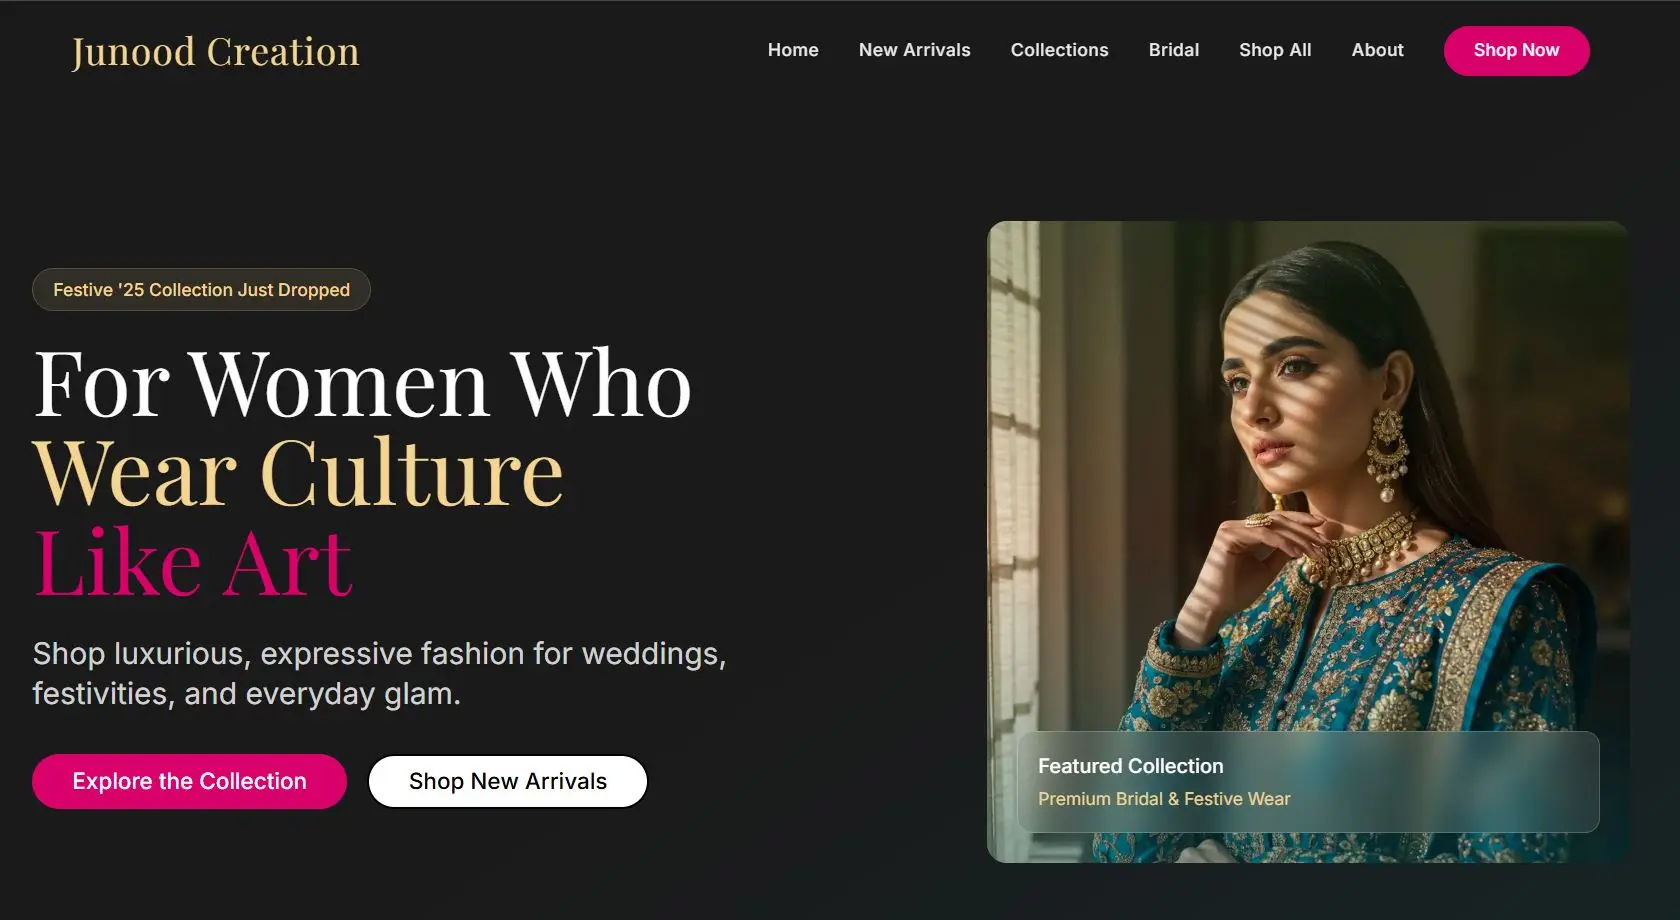 Junood Creation
Home
New Arrivals
Collections
Bridal
Shop All
About
Shop Now
Festive '25 Collection Just Dropped
For Women Who
Wear Culture
Like Art
Shop luxurious, expressive fashion for weddings,
festivities, and everyday glam.
Explore the Collection
Shop New Arrivals
Featured Collection
Premium Bridal & Festive Wear